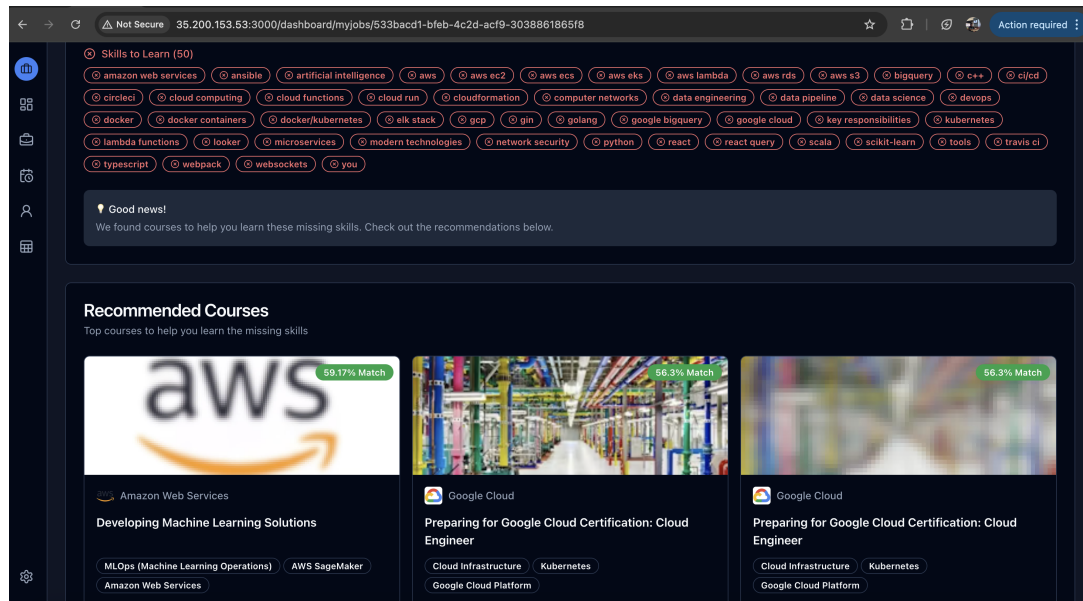 Not Secure 35.200.153.53:3000/dashboard/myjobs/533bacd1-bfeb-4c2d-acf9-3038861865f8 Action required
Skills to Learn (50)
amazon web services ansible artificial intelligence aws aws ec2 aws ecs aws eks aws lambda aws rds aws s3 bigquery c++ ci/cd
circleci cloud computing cloud functions cloud run cloudformation computer networks data engineering data pipeline data science devops
docker docker containers docker/kubernetes elk stack gcp gin golang google bigquery google cloud key responsibilities kubernetes
lambda functions looker microservices modern technologies network security python react react query scala scikit-learn tools travis ci
typescript webpack websockets you
Good news!
We found courses to help you learn these missing skills. Check out the recommendations below.
Recommended Courses
Top courses to help you learn the missing skills
aws
59.17% Match
56.3% Match
56.3% Match
aws Amazon Web Services
Developing Machine Learning Solutions
MLOps (Machine Learning Operations) AWS SageMaker
Amazon Web Services
Google Cloud
Preparing for Google Cloud Certification: Cloud
Engineer
Cloud Infrastructure Kubernetes
Google Cloud Platform
Google Cloud
Preparing for Google Cloud Certification: Cloud
Engineer
Cloud Infrastructure Kubernetes
Google Cloud Platform